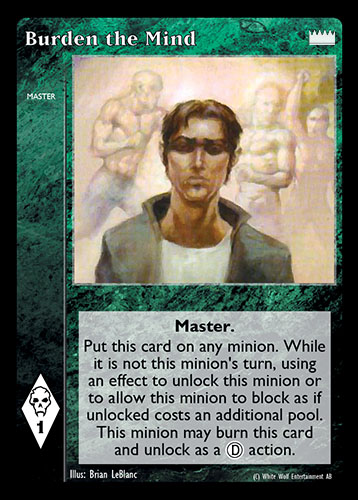 Burden the Mind
MASTER
Master.
Put this card on any minion. While
it is not this minion's turn, using
an effect to unlock this minion or
to allow this minion to block as if
unlocked costs an additional pool.
This minion may burn this card
and unlock as a Ⓓ action.
1
Illus: Brian LeBlanc
(C) White Wolf Entertainment AB